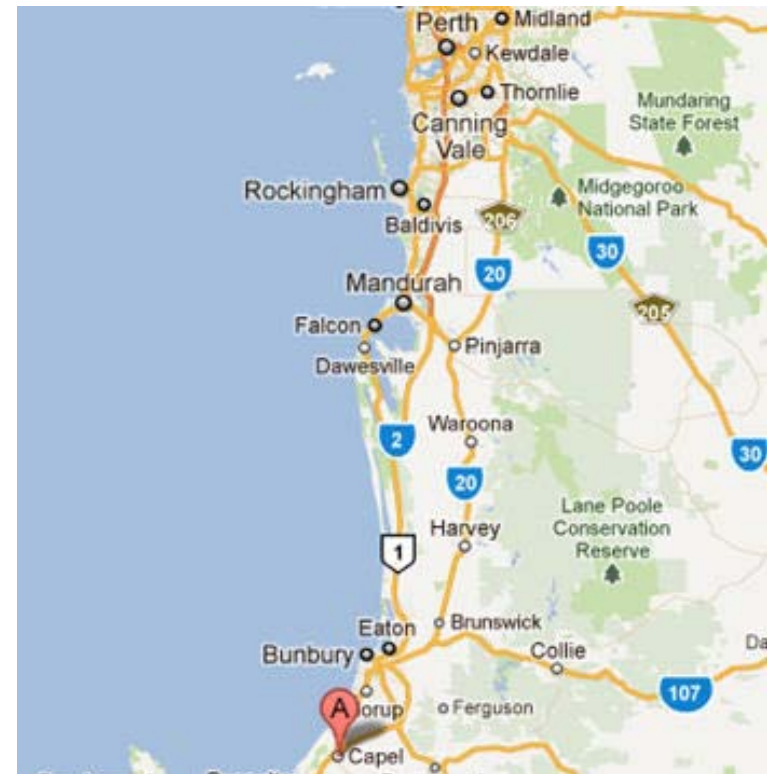 Perth
Midland
Kewdale
Thornlie
Canning
Vale
Mundaring
State Forest
Rockingham
Midgegoroo
National Park
Baldivis
206
30
20
Mandurah
205
Falcon
Pinjarra
Dawesville
Waroona
2
30
20
Lane Poole
Conservation
Reserve
Harvey
1
Brunswick
Eaton
Bunbury
Collie
Da
107
A
orup
Ferguson
Capel